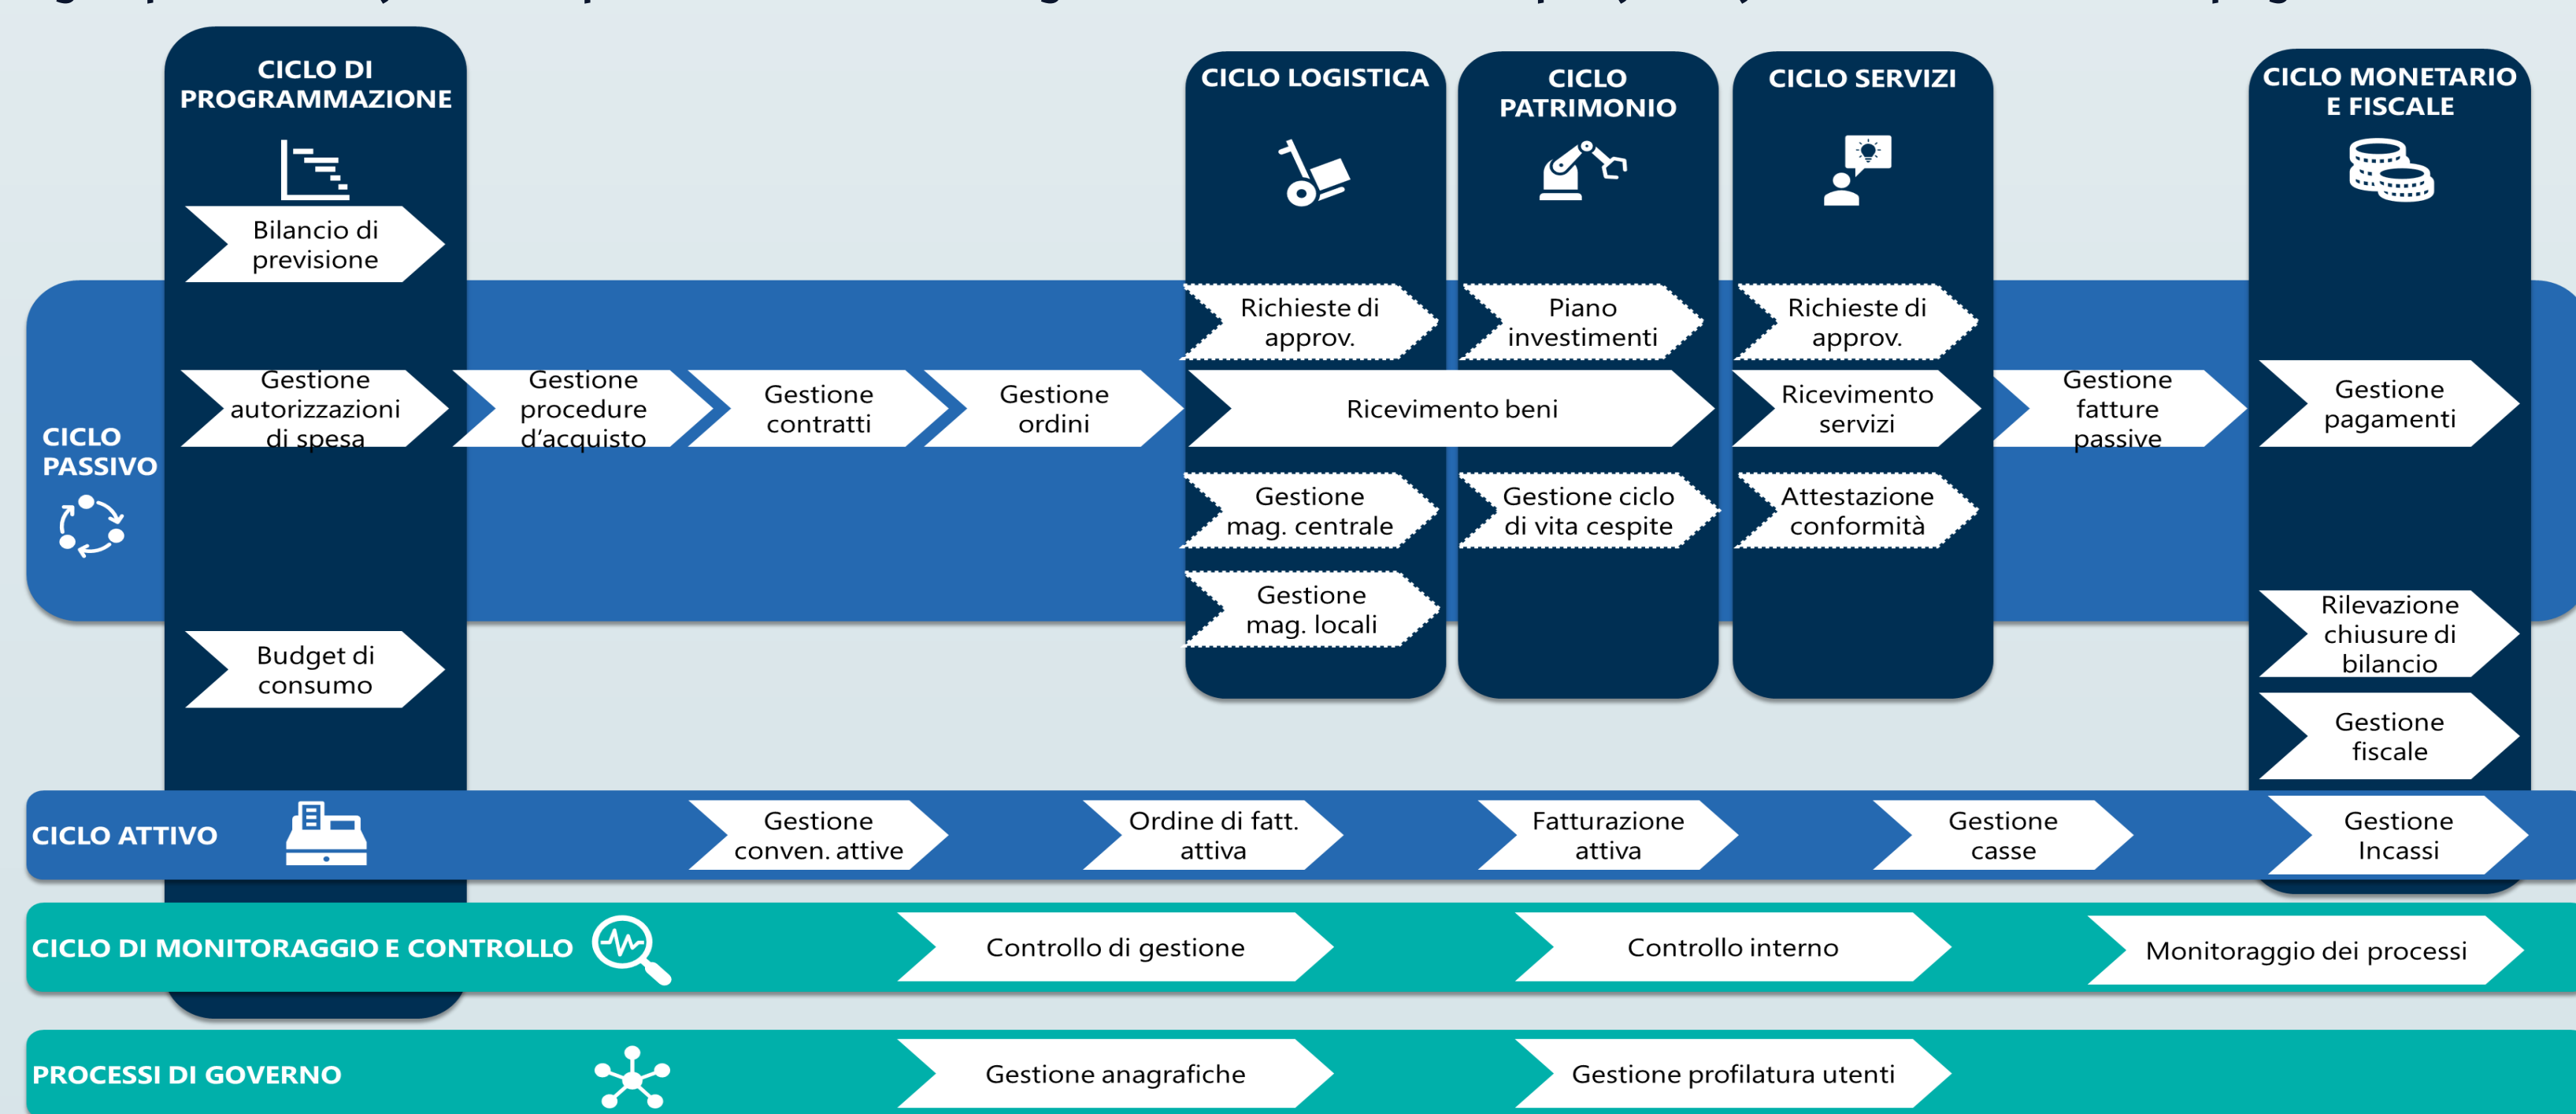 CICLO DI
PROGRAMMAZIONE
CICLO LOGISTICA
CICLO
PATRIMONIO
CICLO SERVIZI
CICLO MONETARIO
E FISCALE
Bilancio di
previsione
Richieste di
approv.
Piano
investimenti
Richieste di
approv.
CICLO
PASSIVO
Gestione
autorizzazioni
di spesa
Gestione
procedure
d'acquisto
Gestione
contratti
Gestione
ordini
Ricevimento beni
Ricevimento
servizi
Gestione
fatture
passive
Gestione
pagamenti
Gestione
mag. centrale
Gestione ciclo
di vita cespite
Attestazione
conformità
Gestione
mag. locali
Budget di
consumo
Rilevazione
chiusure di
bilancio
Gestione
fiscale
CICLO ATTIVO
Gestione
conven. attive
Ordine di fatt.
attiva
Fatturazione
attiva
Gestione
casse
Gestione
Incassi
CICLO DI MONITORAGGIO E CONTROLLO
Controllo di gestione
Controllo interno
Monitoraggio dei processi
PROCESSI DI GOVERNO
Gestione anagrafiche
Gestione profilatura utenti